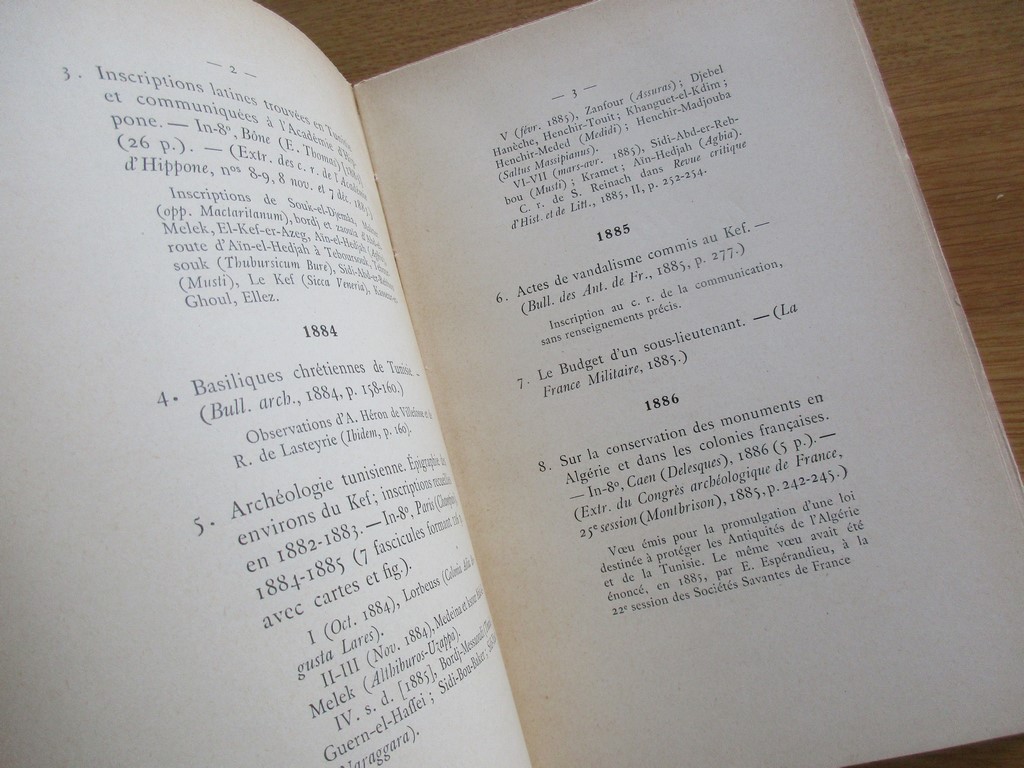 — 2 —
3. Inscriptions latines trouvées en Tunisie
et communiquées à l'Académie d'Hip-
pone. — In-8º, Bône (E. Thomas)
(26 p.). — (Extr. des c. r. de l'Académie
d'Hippone, nos 8-9, 8 nov. et 7 déc.
Inscriptions de Souk-el-Djemâa,
(opp. Mactaritanum), bordj et zaouïa
Melek, El-Kef-er-Azeg, Aïn-el-Hedjah
route d'Aïn-el-Hedjah à Teboursouk
souk (Thubursicum Bure), Sidi-Abd-er-
(Musti), Le Kef (Sicca Veneria),
Ghoul, Ellez.
1884
4. Basiliques chrétiennes de Tunisie. —
(Bull. arch., 1884, p. 158-160.)
Observations d'A. Héron de Villefosse et
R. de Lasteyrie (Ibidem, p. 160).
5. Archéologie tunisienne. Épigraphie des
environs du Kef; inscriptions recueillies
en 1882-1883. — In-8º, Paris
1884-1885 (7 fascicules formant
avec cartes et fig.).
I (Oct. 1884), Lorbeuss (Colonia
gusta Lares).
II-III (Nov. 1884), Medeïna et
Melek (Althiburos-Uzappa).
IV. s. d. [1885], Bordj-Messaoudi
Guern-el-Haffeï; Sidi-Bou-Baker
Naraggara).
— 3 —
V (févr. 1885), Zanfour (Assuras); Djebel
Hanèche, Henchir-Touit; Khanguet-el-Kdim;
Henchir-Meded (Medidi); Henchir-Madjouba
(Saltus Massipianus).
VI-VII (mars-avr. 1885), Sidi-Abd-er-Reb-
bou (Musti); Kramet; Aïn-Hedjah (Agbia).
C. r. de S. Reinach dans Revue critique
d'Hist. et de Litt., 1885, II, p. 252-254.
1885
6. Actes de vandalisme commis au Kef. —
(Bull. des Ant. de Fr., 1885, p. 277.)
Inscription au c. r. de la communication,
sans renseignements précis.
7. Le Budget d'un sous-lieutenant. — (La
France Militaire, 1885.)
1886
8. Sur la conservation des monuments en
Algérie et dans les colonies françaises.
— In-8º, Caen (Delesques), 1886 (5 p.). —
(Extr. du Congrès archéologique de France,
25e session (Montbrison), 1885, p. 242-245.)
Vœu émis pour la promulgation d'une loi
destinée à protéger les Antiquités de l'Algérie
et de la Tunisie. Le même vœu avait été
énoncé, en 1885, par E. Espérandieu, à la
22e session des Sociétés Savantes de France